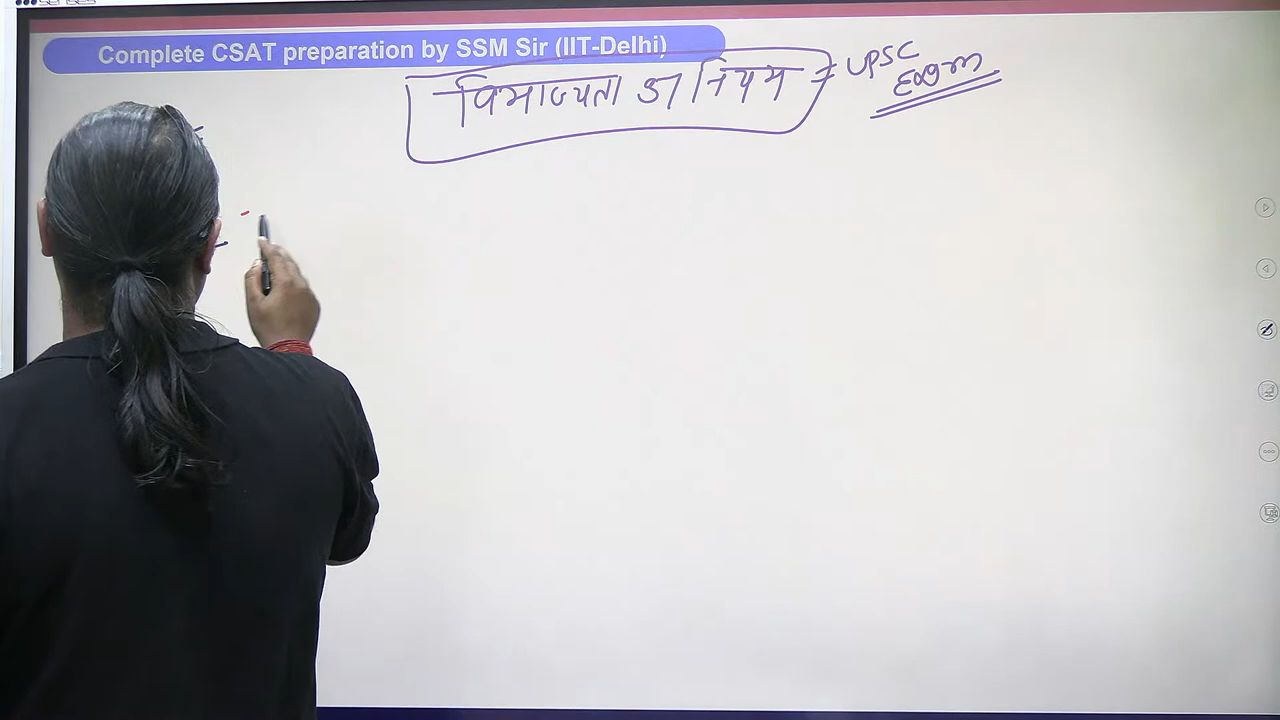 Complete CSAT preparation by SSM Sir (IIT-Delhi)
विभाज्यता का नियम
UPSC
Exam